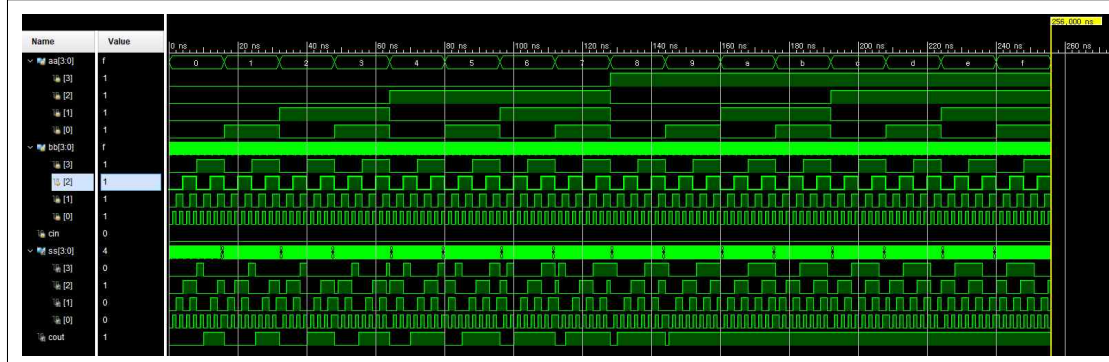 256,000 ns
Name Value 0 ns 20 ns 40 ns 60 ns 80 ns 100 ns 120 ns 140 ns 160 ns 180 ns 200 ns 220 ns 240 ns 260 ns
aa[3:0] f 0 1 2 3 4 5 6 7 8 9 a b c d e f
[3] 1
[2] 1
[1] 1
[0] 1
bb[3:0] f
[3] 1
[2] 1
[1] 1
[0] 1
cin 0
ss[3:0] 4
[3] 0
[2] 1
[1] 0
[0] 0
cout 1